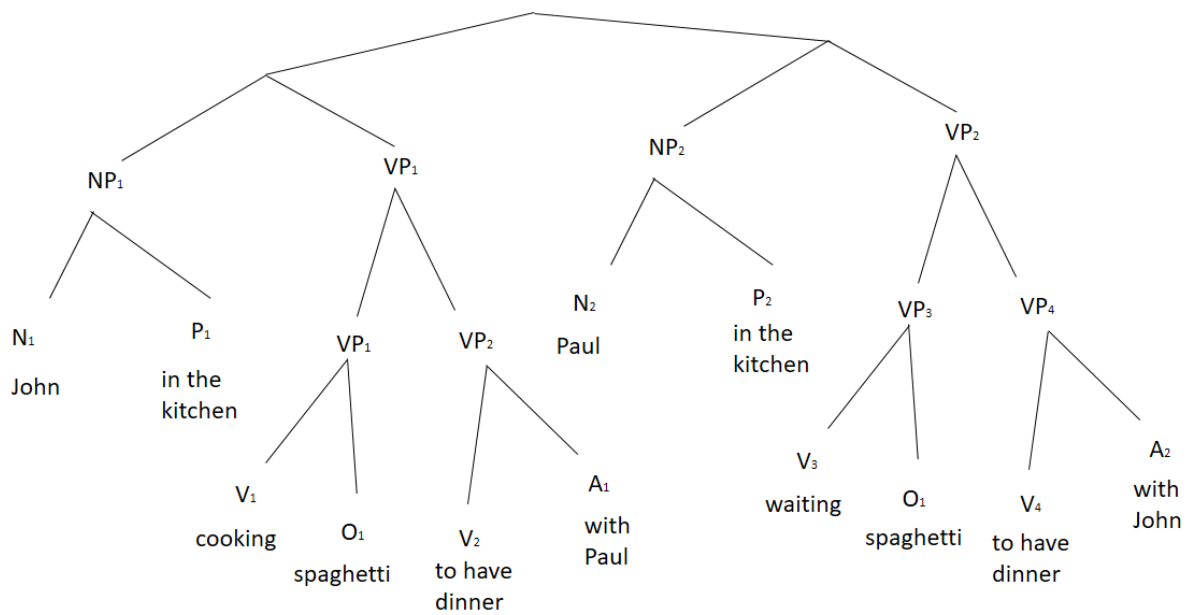 VP₂
NP₂
VP₁
NP₁
N₂
P₂
VP₃
VP₄
N₁
P₁
VP₁
VP₂
Paul
in the
kitchen
John
in the
kitchen
V₃
A₂
V₁
A₁
waiting
O₁
V₄
with
John
cooking
O₁
V₂
with
Paul
spaghetti
to have
dinner
spaghetti
to have
dinner